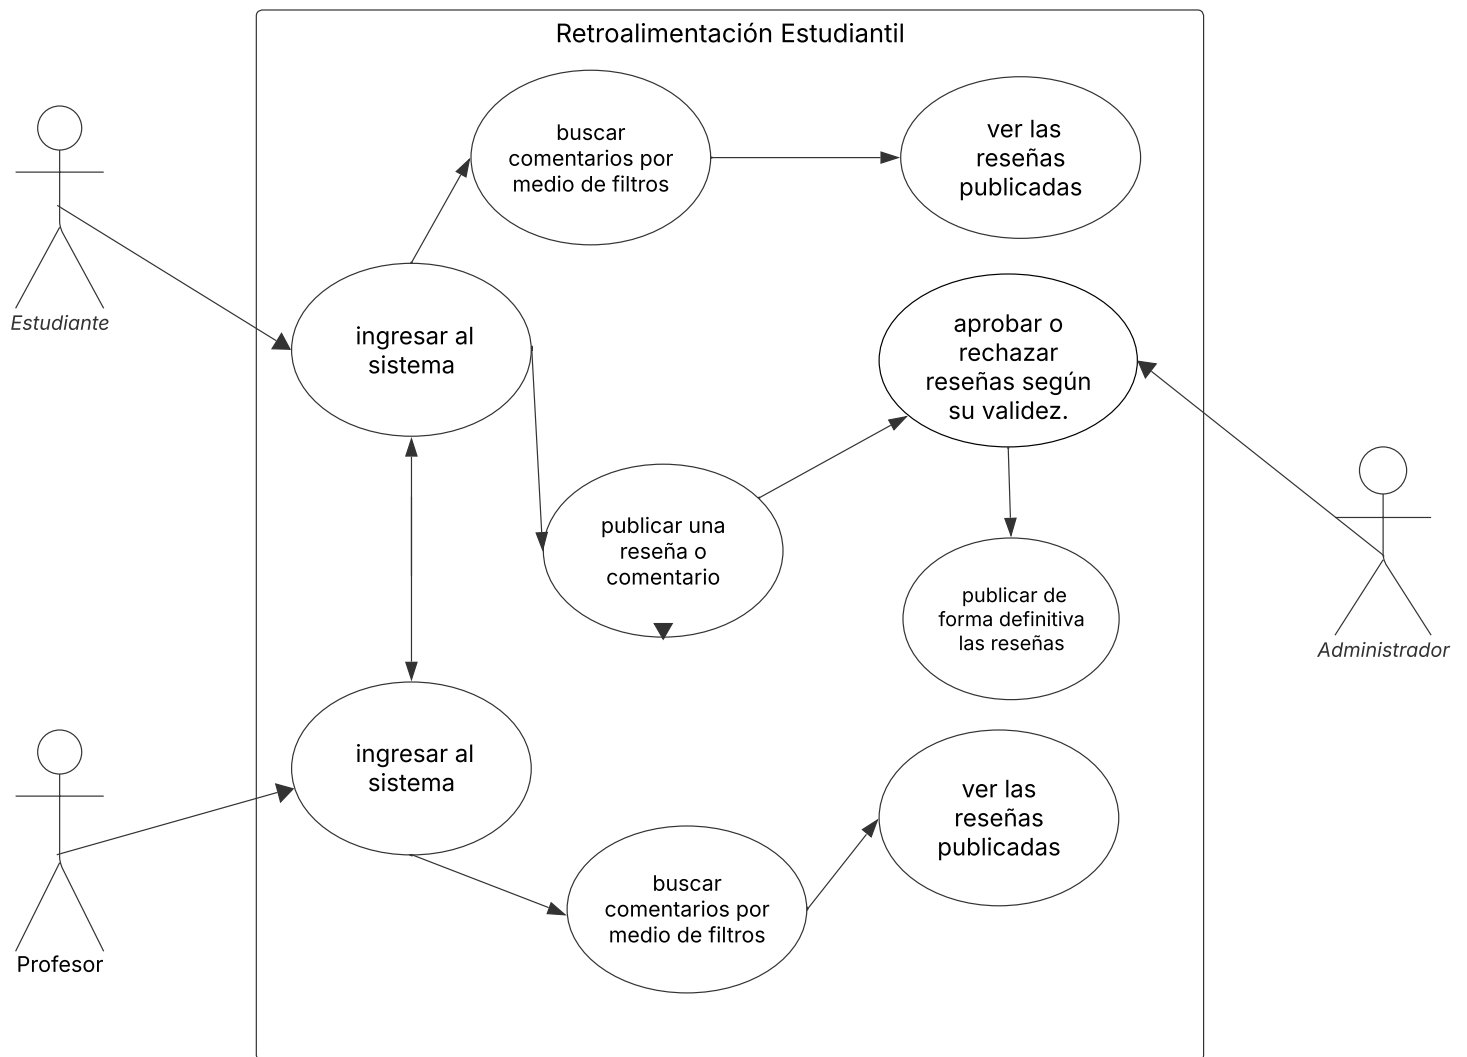 Retroalimentación Estudiantil
buscar
comentarios por
medio de filtros
ver las
reseñas
publicadas
Estudiante
ingresar al
sistema
aprobar o
rechazar
reseñas según
su validez.
publicar una
reseña o
comentario
publicar de
forma definitiva
las reseñas
Administrador
ingresar al
sistema
ver las
reseñas
publicadas
buscar
comentarios por
medio de filtros
Profesor